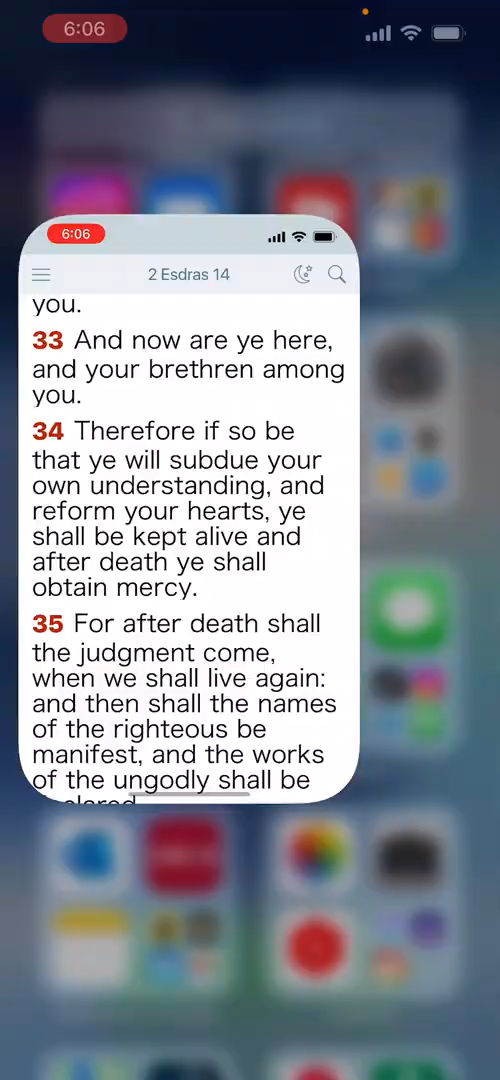 6:06
6:06
2 Esdras 14
you.
33 And now are ye here,
and your brethren among
you.
34 Therefore if so be
that ye will subdue your
own understanding, and
reform your hearts, ye
shall be kept alive and
after death ye shall
obtain mercy.
35 For after death shall
the judgment come,
when we shall live again:
and then shall the names
of the righteous be
manifest, and the works
of the ungodly shall be